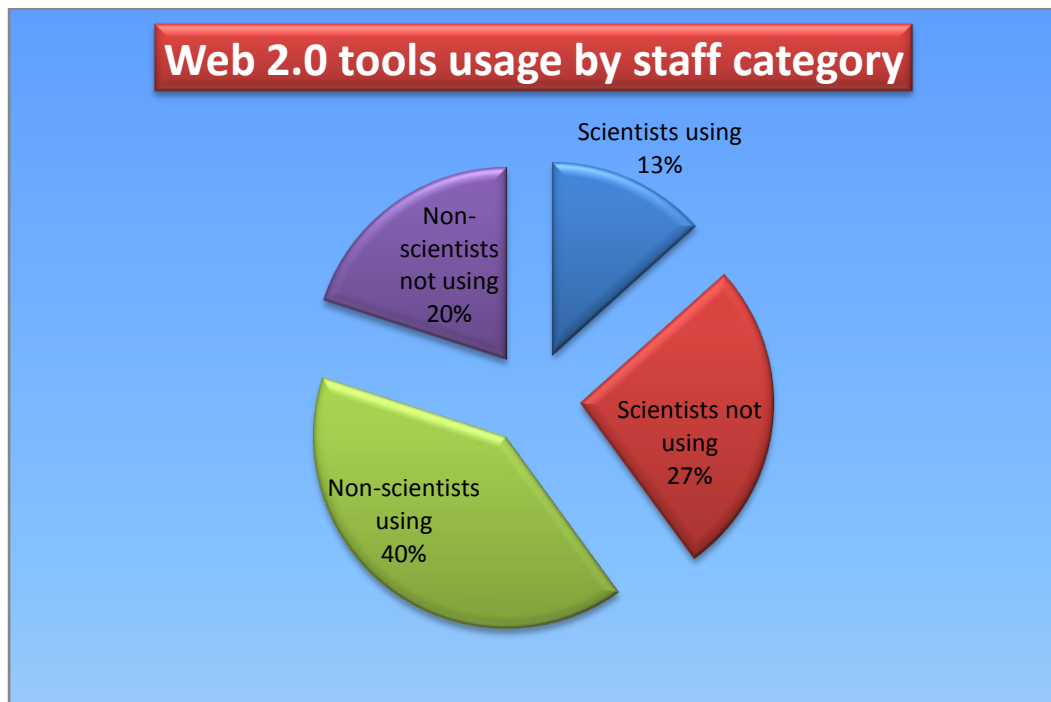 Web 2.0 tools usage by staff category
Scientists using
13%
Non-
scientists
not using
20%
Scientists not
using
27%
Non-scientists
using
40%